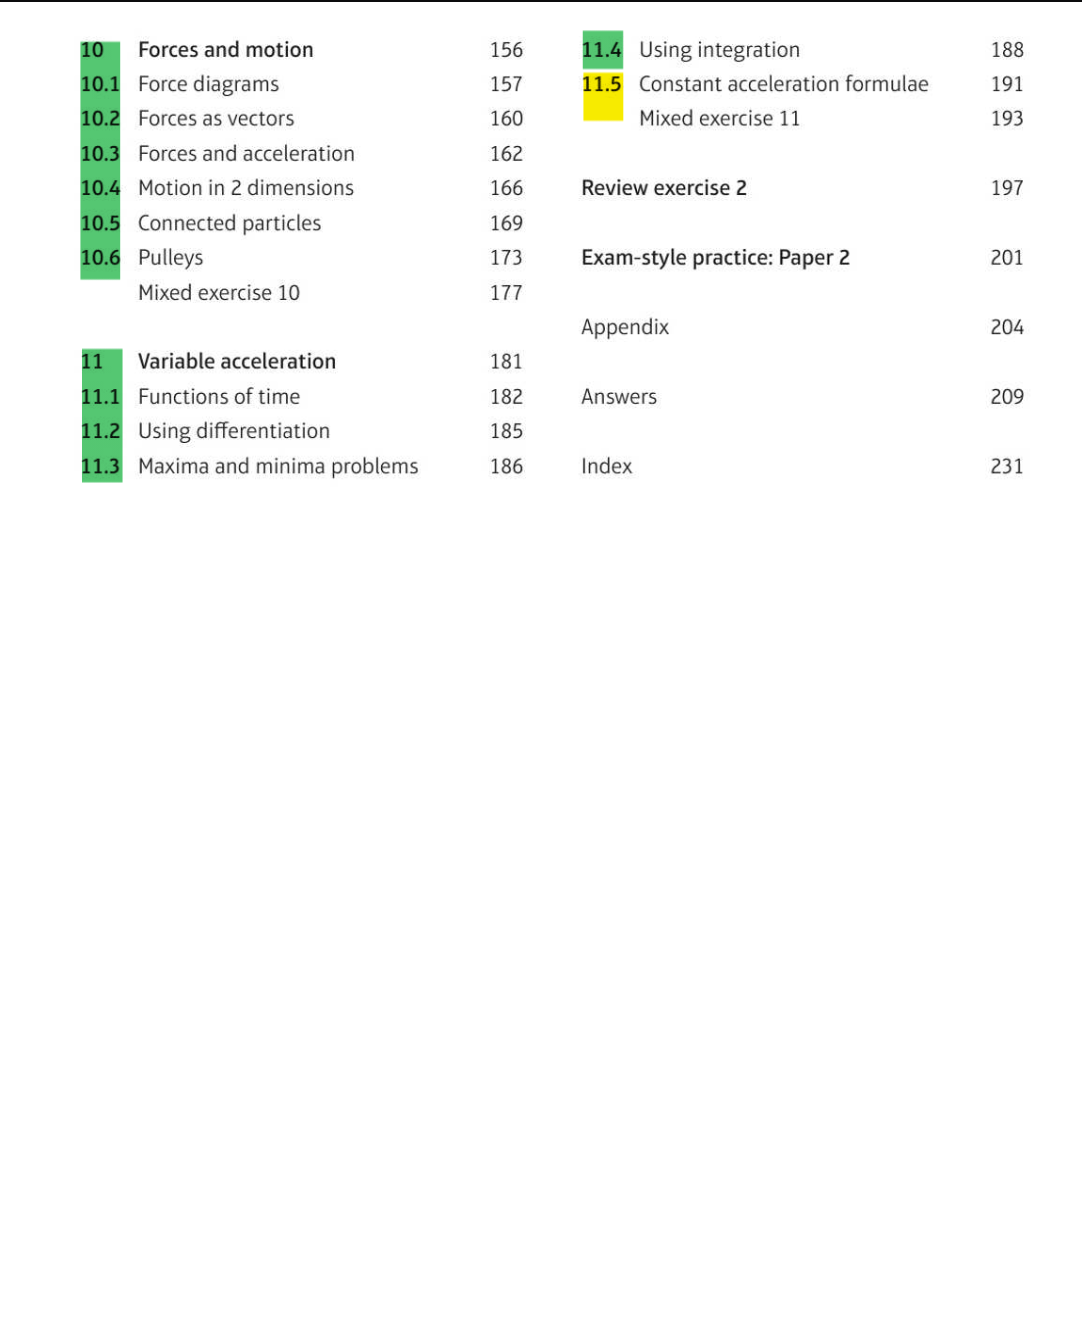 10 Forces and motion 156
10.1 Force diagrams 157
10.2 Forces as vectors 160
10.3 Forces and acceleration 162
10.4 Motion in 2 dimensions 166
10.5 Connected particles 169
10.6 Pulleys 173
Mixed exercise 10 177
11 Variable acceleration 181
11.1 Functions of time 182
11.2 Using differentiation 185
11.3 Maxima and minima problems 186
11.4 Using integration 188
11.5 Constant acceleration formulae 191
Mixed exercise 11 193
Review exercise 2 197
Exam-style practice: Paper 2 201
Appendix 204
Answers 209
Index 231